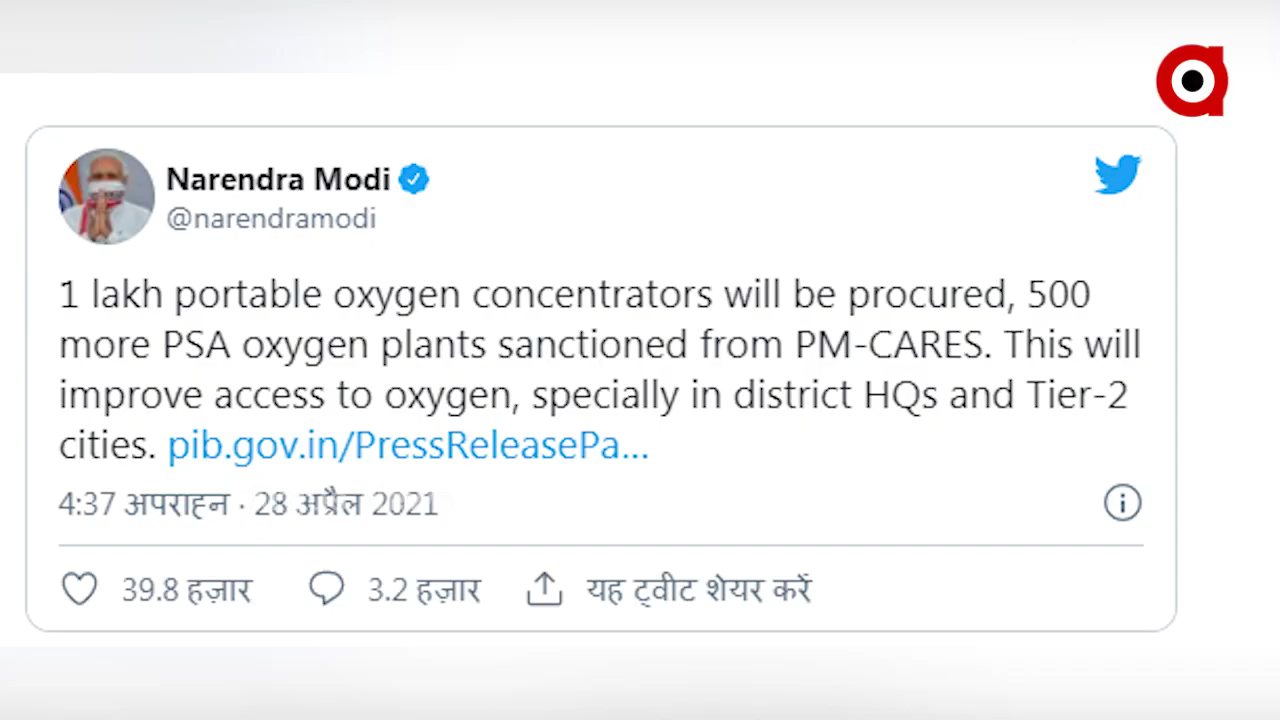 Narendra Modi
@narendramodi
1 lakh portable oxygen concentrators will be procured, 500
more PSA oxygen plants sanctioned from PM-CARES. This will
improve access to oxygen, specially in district HQs and Tier-2
cities. pib.gov.in/PressReleasePa...
4:37 अपराह्न · 28 अप्रैल 2021
39.8 हज़ार 3.2 हज़ार यह ट्वीट शेयर करें